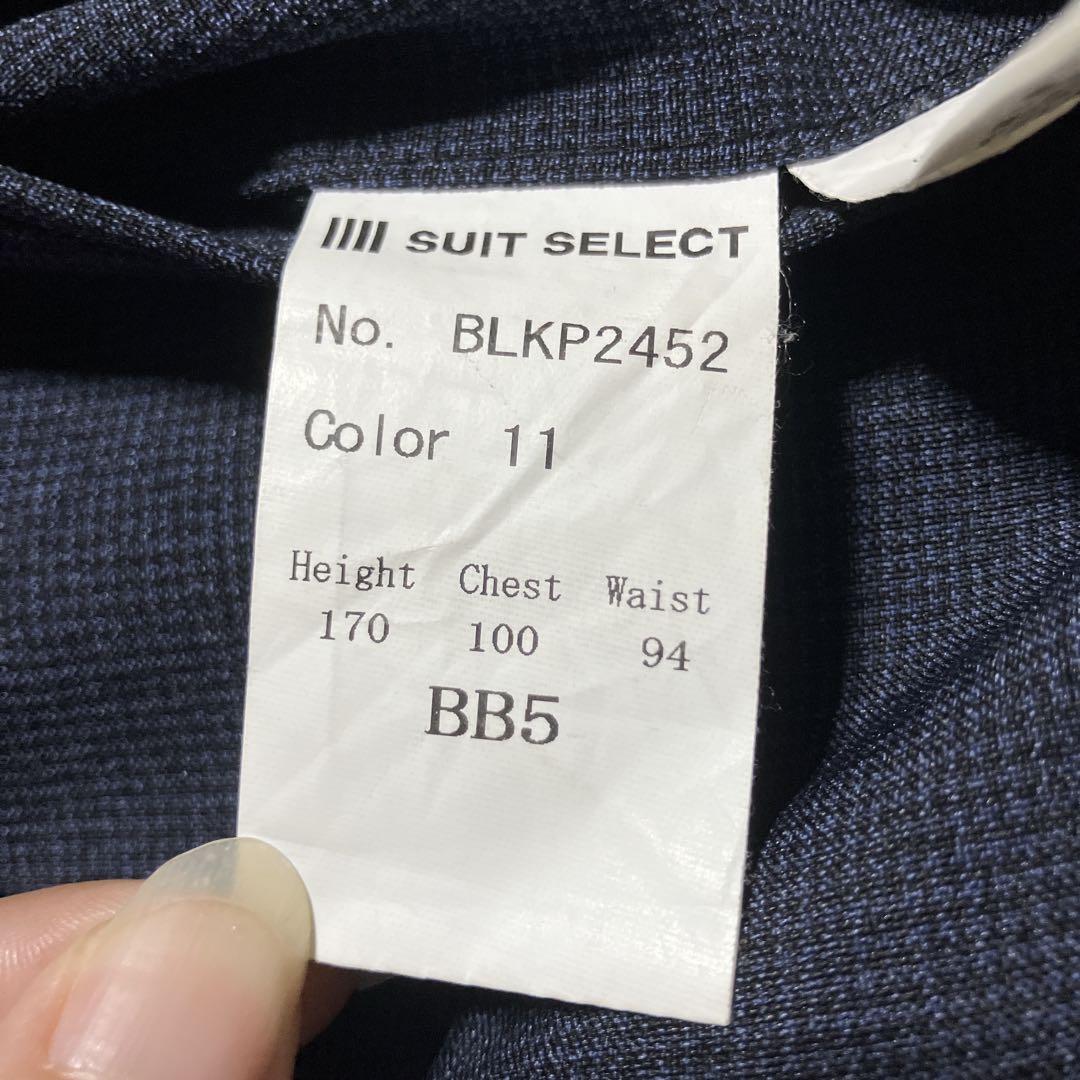 SUIT SELECT
No. BLKP2452
Color 11
Height Chest Waist
170 100 94
BB5